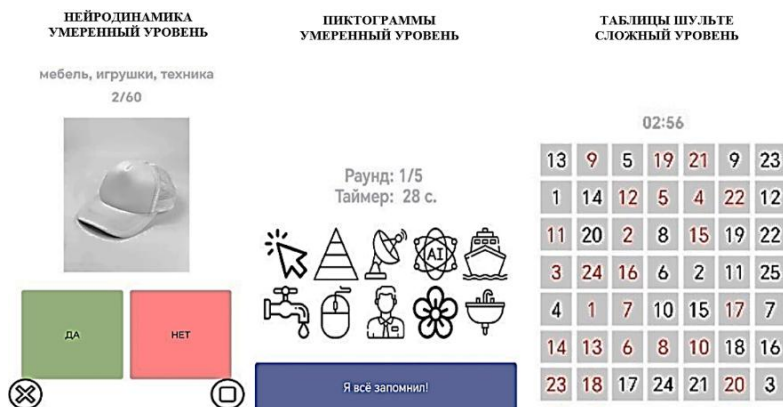 НЕЙРОДИНАМИКА
УМЕРЕННЫЙ УРОВЕНЬ
мебель, игрушки, техника
2/60
ДА
НЕТ
ПИКТОГРАММЫ
УМЕРЕННЫЙ УРОВЕНЬ
Раунд: 1/5
Таймер: 28 с.
AI
Я всё запомнил!
ТАБЛИЦЫ ШУЛЬТЕ
СЛОЖНЫЙ УРОВЕНЬ
02:56
13 9 5 19 21 9 23
1 14 12 5 4 22 12
11 20 2 8 15 19 22
3 24 16 6 2 11 25
4 1 7 10 15 17 7
14 13 6 8 10 18 16
23 18 17 24 21 20 3